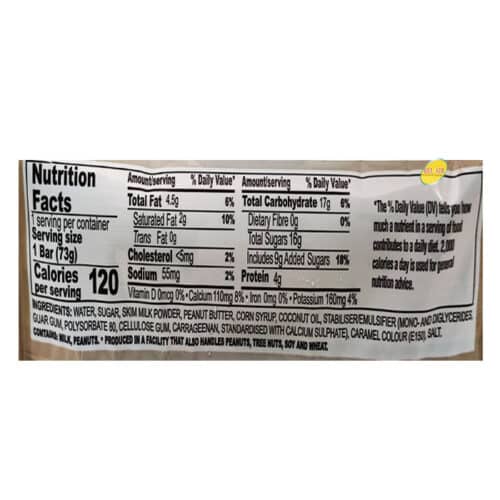 Nutrition
Facts
1 serving per container
Serving size
1 Bar (73g)
Calories
per serving
120
Amount/serving % Daily Value*
Total Fat 4.5g 6%
Saturated Fat 2g 10%
Trans Fat 0g
Cholesterol <5mg 2%
Sodium 55mg 2%
Amount/serving % Daily Value*
Total Carbohydrate 17g 6%
Dietary Fibre 0g 0%
Total Sugars 16g
Includes 9g Added Sugars 18%
Protein 4g
Vitamin D 0mg 0% • Calcium 110mg 8% • Iron 0mg 0% • Potassium 160mg 4%
*The % Daily Value (DV) tells you how
much a nutrient in a serving of food
contributes to a daily diet. 2,000
calories a day is used for general
nutrition advice.
INGREDIENTS: WATER, SUGAR, SKIM MILK POWDER, PEANUT BUTTER, CORN SYRUP, COCONUT OIL, STABILISER/EMULSIFIER (MONO- AND DIGLYCERIDES,
GUAR GUM, POLYSORBATE 80, CELLULOSE GUM, CARRAGEENAN, STANDARDISED WITH CALCIUM SULPHATE), CARAMEL COLOUR (E150), SALT.
CONTAINS: MILK, PEANUTS. * PRODUCED IN A FACILITY THAT ALSO HANDLES PEANUTS, TREE NUTS, SOY AND WHEAT.